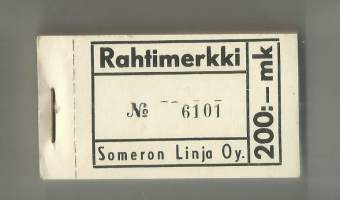 Rahtimerkki
№ 6101
Someron Linja Oy.
200:— mk